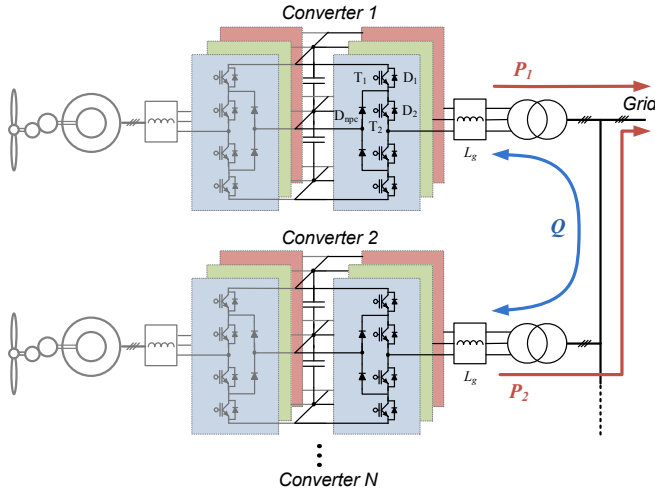 Converter 1
P1
T1 D1
Grid
Dnpc D2
T2
Lg
Q
Converter 2
Lg
P2
Converter N